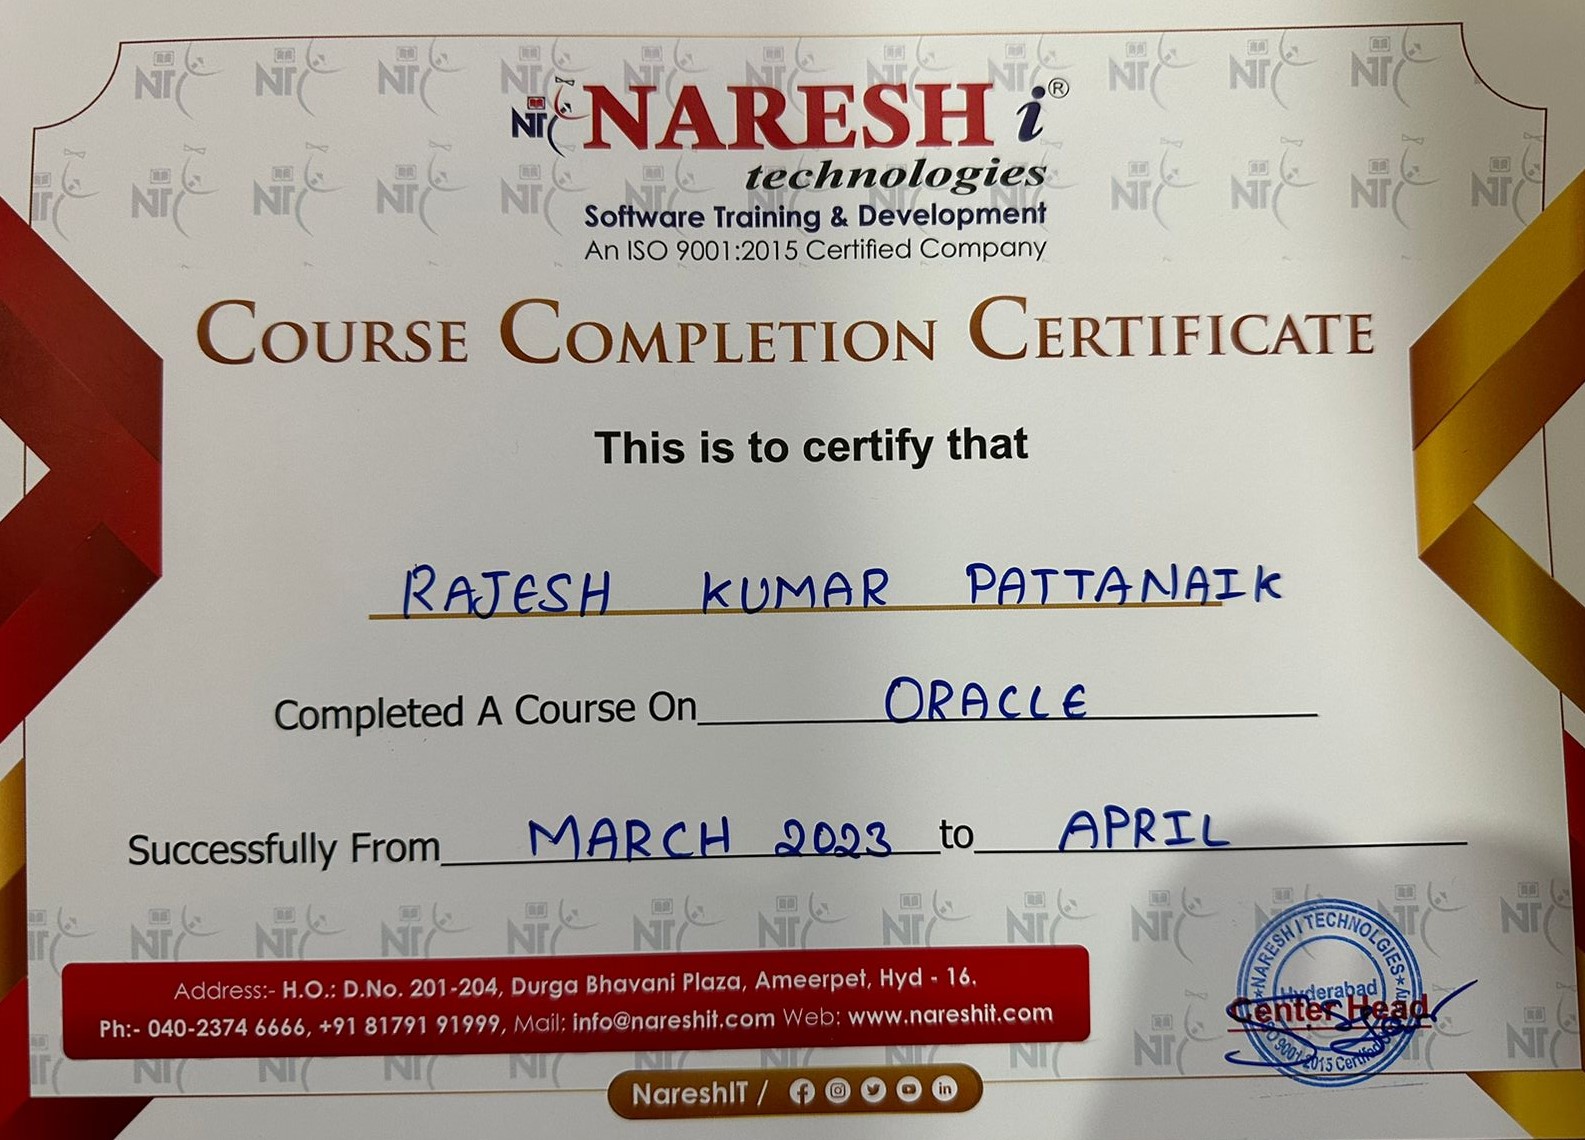 NT NARESH i®
technologies
Software Training & Development
An ISO 9001:2015 Certified Company
COURSE COMPLETION CERTIFICATE
This is to certify that
RAJESH KUMAR PATTANAIK
Completed A Course On ORACLE
Successfully From MARCH 2023 to APRIL
Address:- H.O.: D.No. 201-204, Durga Bhavani Plaza, Ameerpet, Hyd - 16.
Ph:- 040-2374 6666, +91 81791 91999, Mail: info@nareshit.com Web: www.nareshit.com
NARESH I TECHNOLGIES
Hyderabad
Center Head
ISO 9001:2015 Certified
NareshIT /